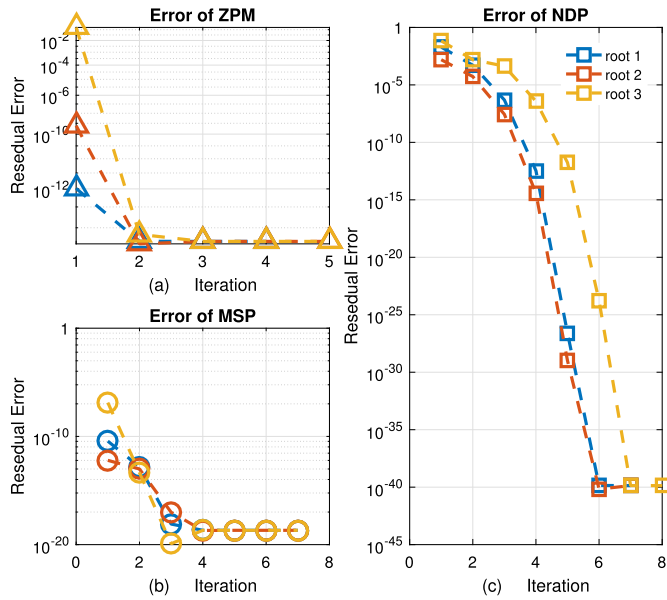 Error of ZPM
Resedual Error
10^-2
10^-4
10^-6
10^-10
10^-12
1 2 3 4 5
(a) Iteration
Error of MSP
Resedual Error
1
10^-10
10^-20
0 2 4 6 8
(b) Iteration
Error of NDP
Resedual Error
root 1
root 2
root 3
1
10^-5
10^-10
10^-15
10^-20
10^-25
10^-30
10^-35
10^-40
10^-45
0 2 4 6 8
(c) Iteration